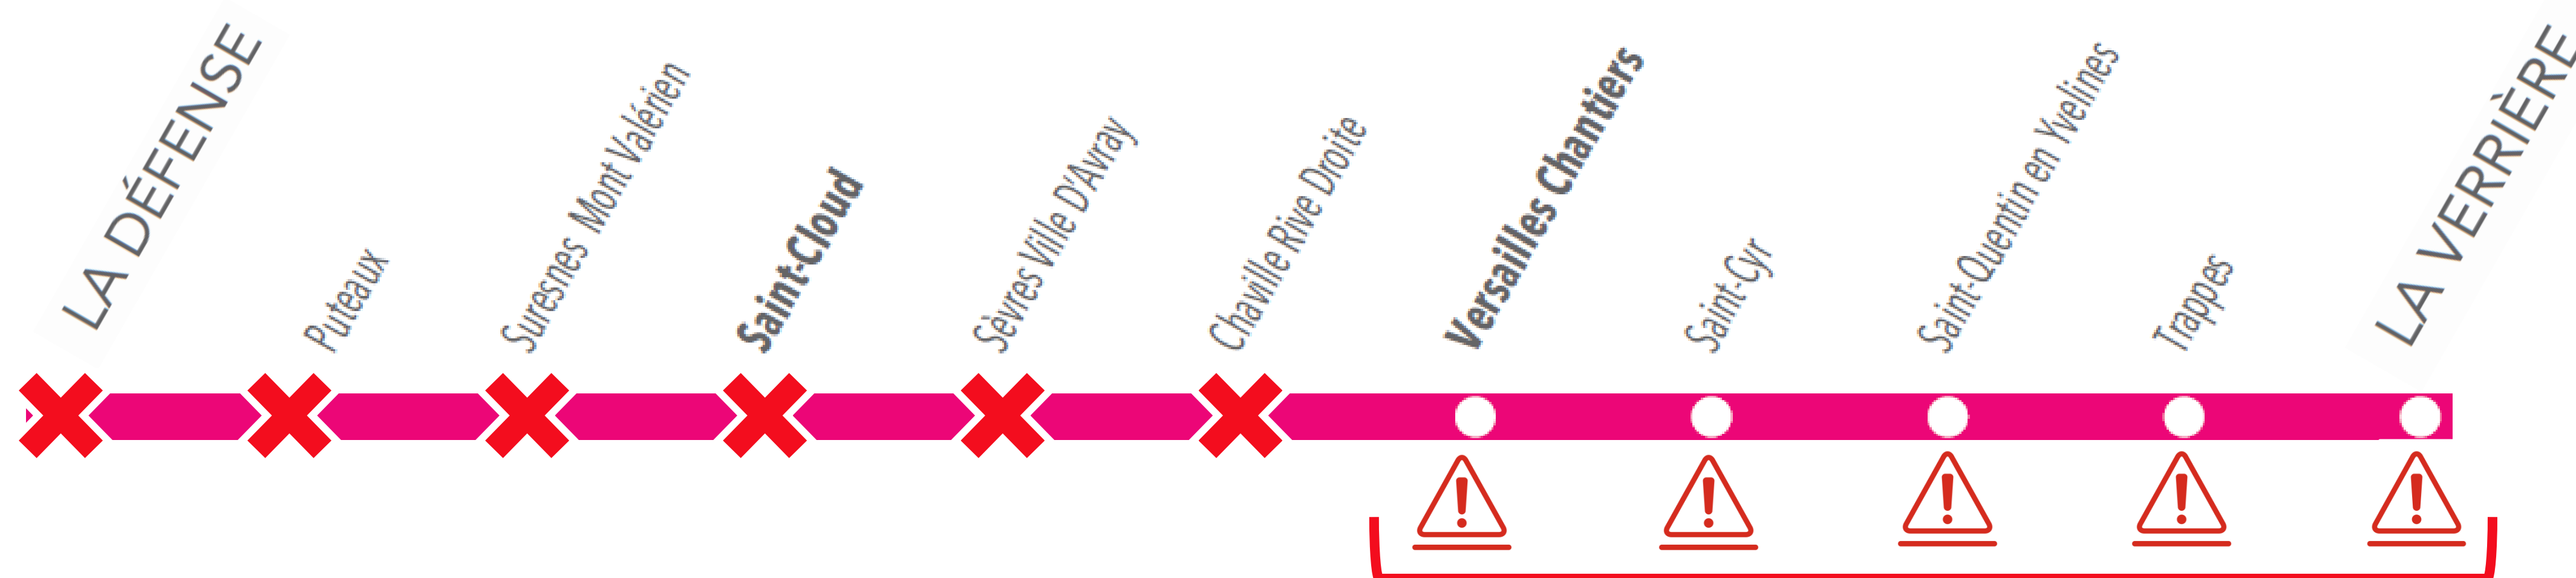 LA DÉFENSE
Puteaux
Suresnes Mont Valérien
Saint-Cloud
Sèvres Ville D'Avray
Chaville Rive Droite
Versailles Chantiers
Saint-Cyr
Saint-Quentin en Yvelines
Trappes
LA VERRIÈRE